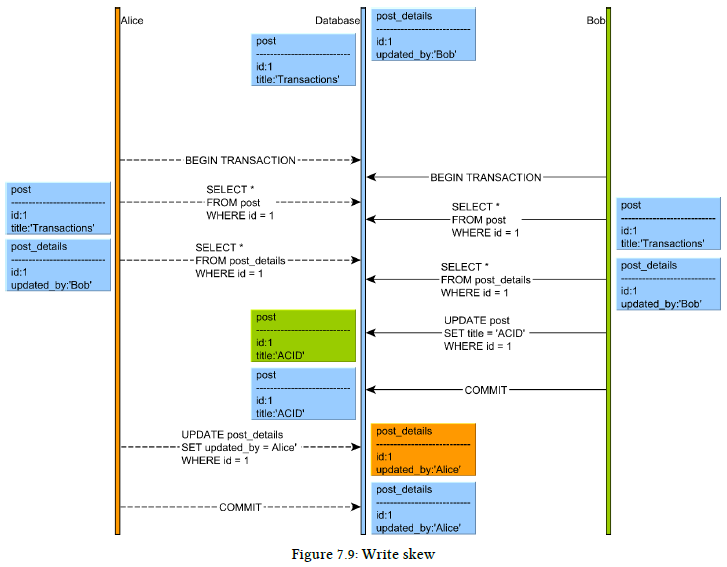 Alice
Database
Bob
post_details
--------------------------
id:1
updated_by:'Bob'
post
--------------------------
id:1
title:'Transactions'
BEGIN TRANSACTION
BEGIN TRANSACTION
post
--------------------------
id:1
title:'Transactions'
SELECT *
FROM post
WHERE id = 1
SELECT *
FROM post
WHERE id = 1
post
--------------------------
id:1
title:'Transactions'
post_details
--------------------------
id:1
updated_by:'Bob'
SELECT *
FROM post_details
WHERE id = 1
SELECT *
FROM post_details
WHERE id = 1
post_details
--------------------------
id:1
updated_by:'Bob'
post
--------------------------
id:1
title:'ACID'
UPDATE post
SET title = 'ACID'
WHERE id = 1
post
--------------------------
id:1
title:'ACID'
COMMIT
UPDATE post_details
SET updated_by = Alice'
WHERE id = 1
post_details
--------------------------
id:1
updated_by:'Alice'
COMMIT
post_details
--------------------------
id:1
updated_by:'Alice'
Figure 7.9: Write skew